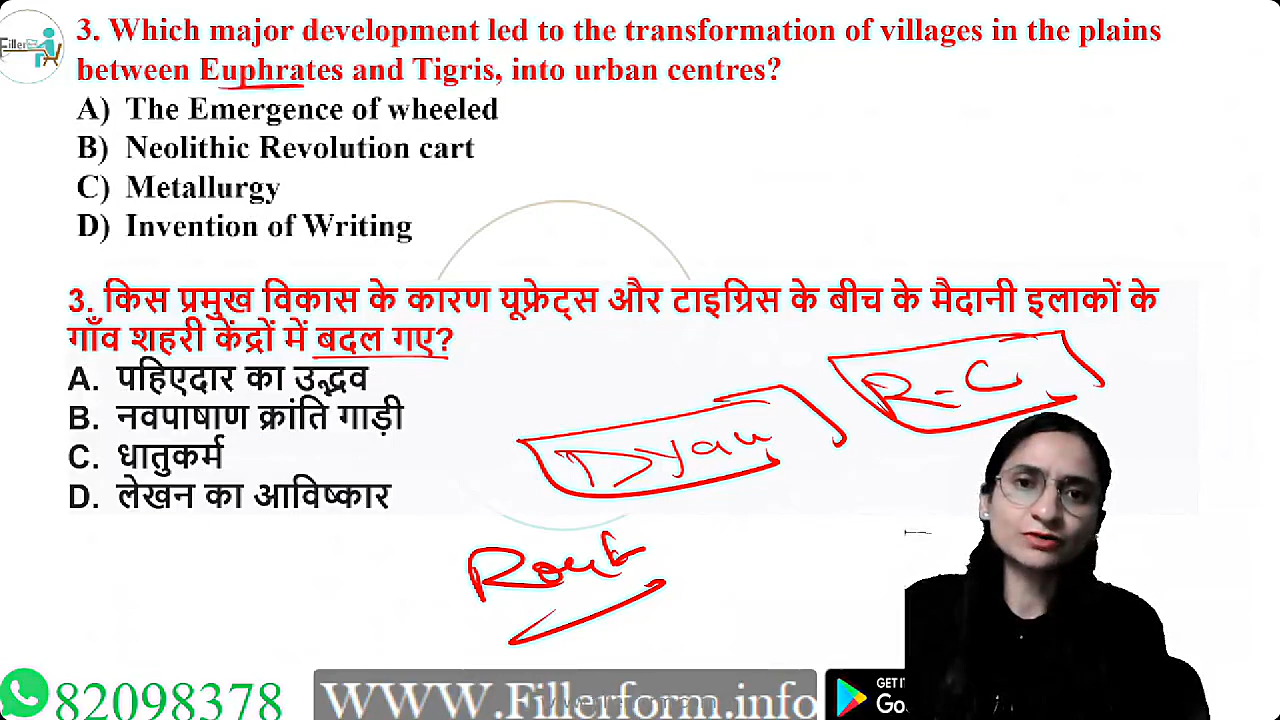 3. Which major development led to the transformation of villages in the plains
between Euphrates and Tigris, into urban centres?
A) The Emergence of wheeled
B) Neolithic Revolution cart
C) Metallurgy
D) Invention of Writing
3. किस प्रमुख विकास के कारण यूफ्रेट्स और टाइग्रिस के बीच के मैदानी इलाकों के
गाँव शहरी केंद्रों में बदल गए?
A. पहिएदार का उद्भव
B. नवपाषाण क्रांति गाड़ी
C. धातुकर्म
D. लेखन का आविष्कार
R-C
82098378
WWW.Fillerform.info
GET I
Goo